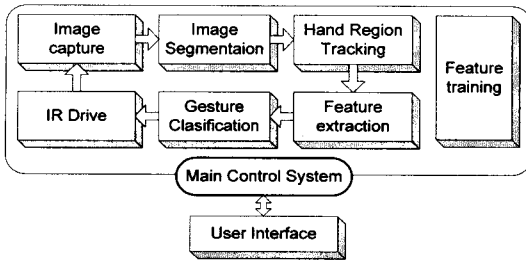 Image
capture
Image
Segmentaion
Hand Region
Tracking
Feature
training
IR Drive
Gesture
Clasification
Feature
extraction
Main Control System
User Interface